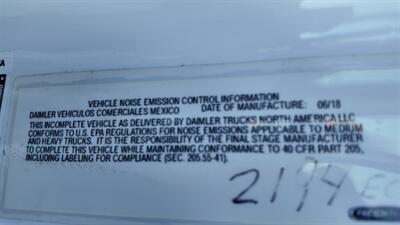 VEHICLE NOISE EMISSION CONTROL INFORMATION
DAIMLER VEHICULOS COMERCIALES MEXICO DATE OF MANUFACTURE: 06/18
THIS INCOMPLETE VEHICLE AS DELIVERED BY DAIMLER TRUCKS NORTH AMERICA LLC
CONFORMS TO U.S. EPA REGULATIONS FOR NOISE EMISSIONS APPLICABLE TO MEDIUM
AND HEAVY TRUCKS. IT IS THE RESPONSIBILITY OF THE FINAL STAGE MANUFACTURER
TO COMPLETE THIS VEHICLE WHILE MAINTAINING CONFORMANCE TO 40 CFR PART 205,
INCLUDING LABELING FOR COMPLIANCE (SEC. 205.55-41).